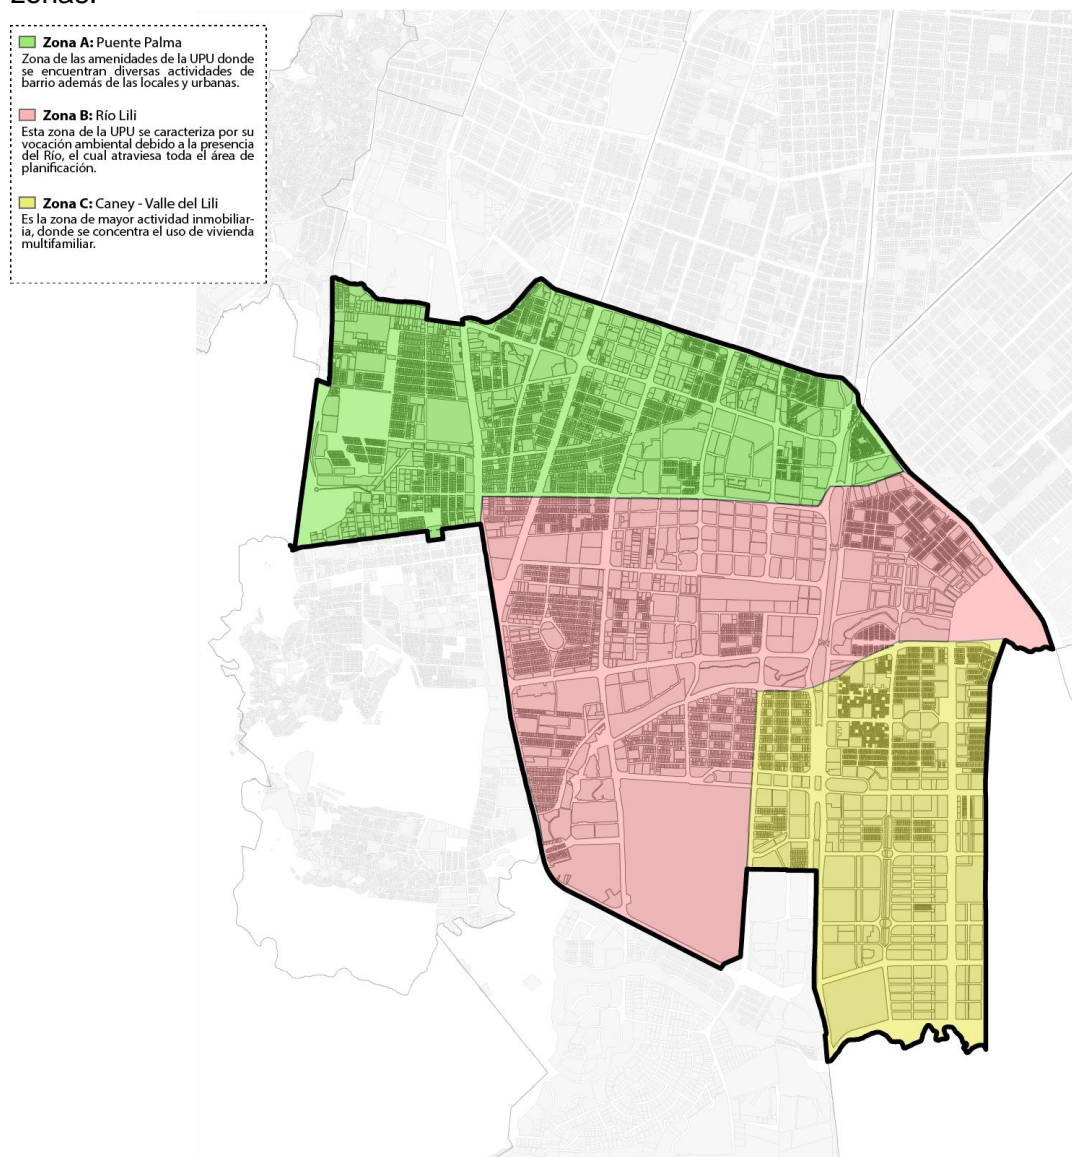 zonas.
Zona A: Puente Palma
Zona de las amenidades de la UPU donde
se encuentran diversas actividades de
barrio además de las locales y urbanas.
Zona B: Río Lili
Esta zona de la UPU se caracteriza por su
vocación ambiental debido a la presencia
del Río, el cual atraviesa toda el área de
planificación.
Zona C: Caney - Valle del Lili
Es la zona de mayor actividad inmobiliar-
ia, donde se concentra el uso de vivienda
multifamiliar.